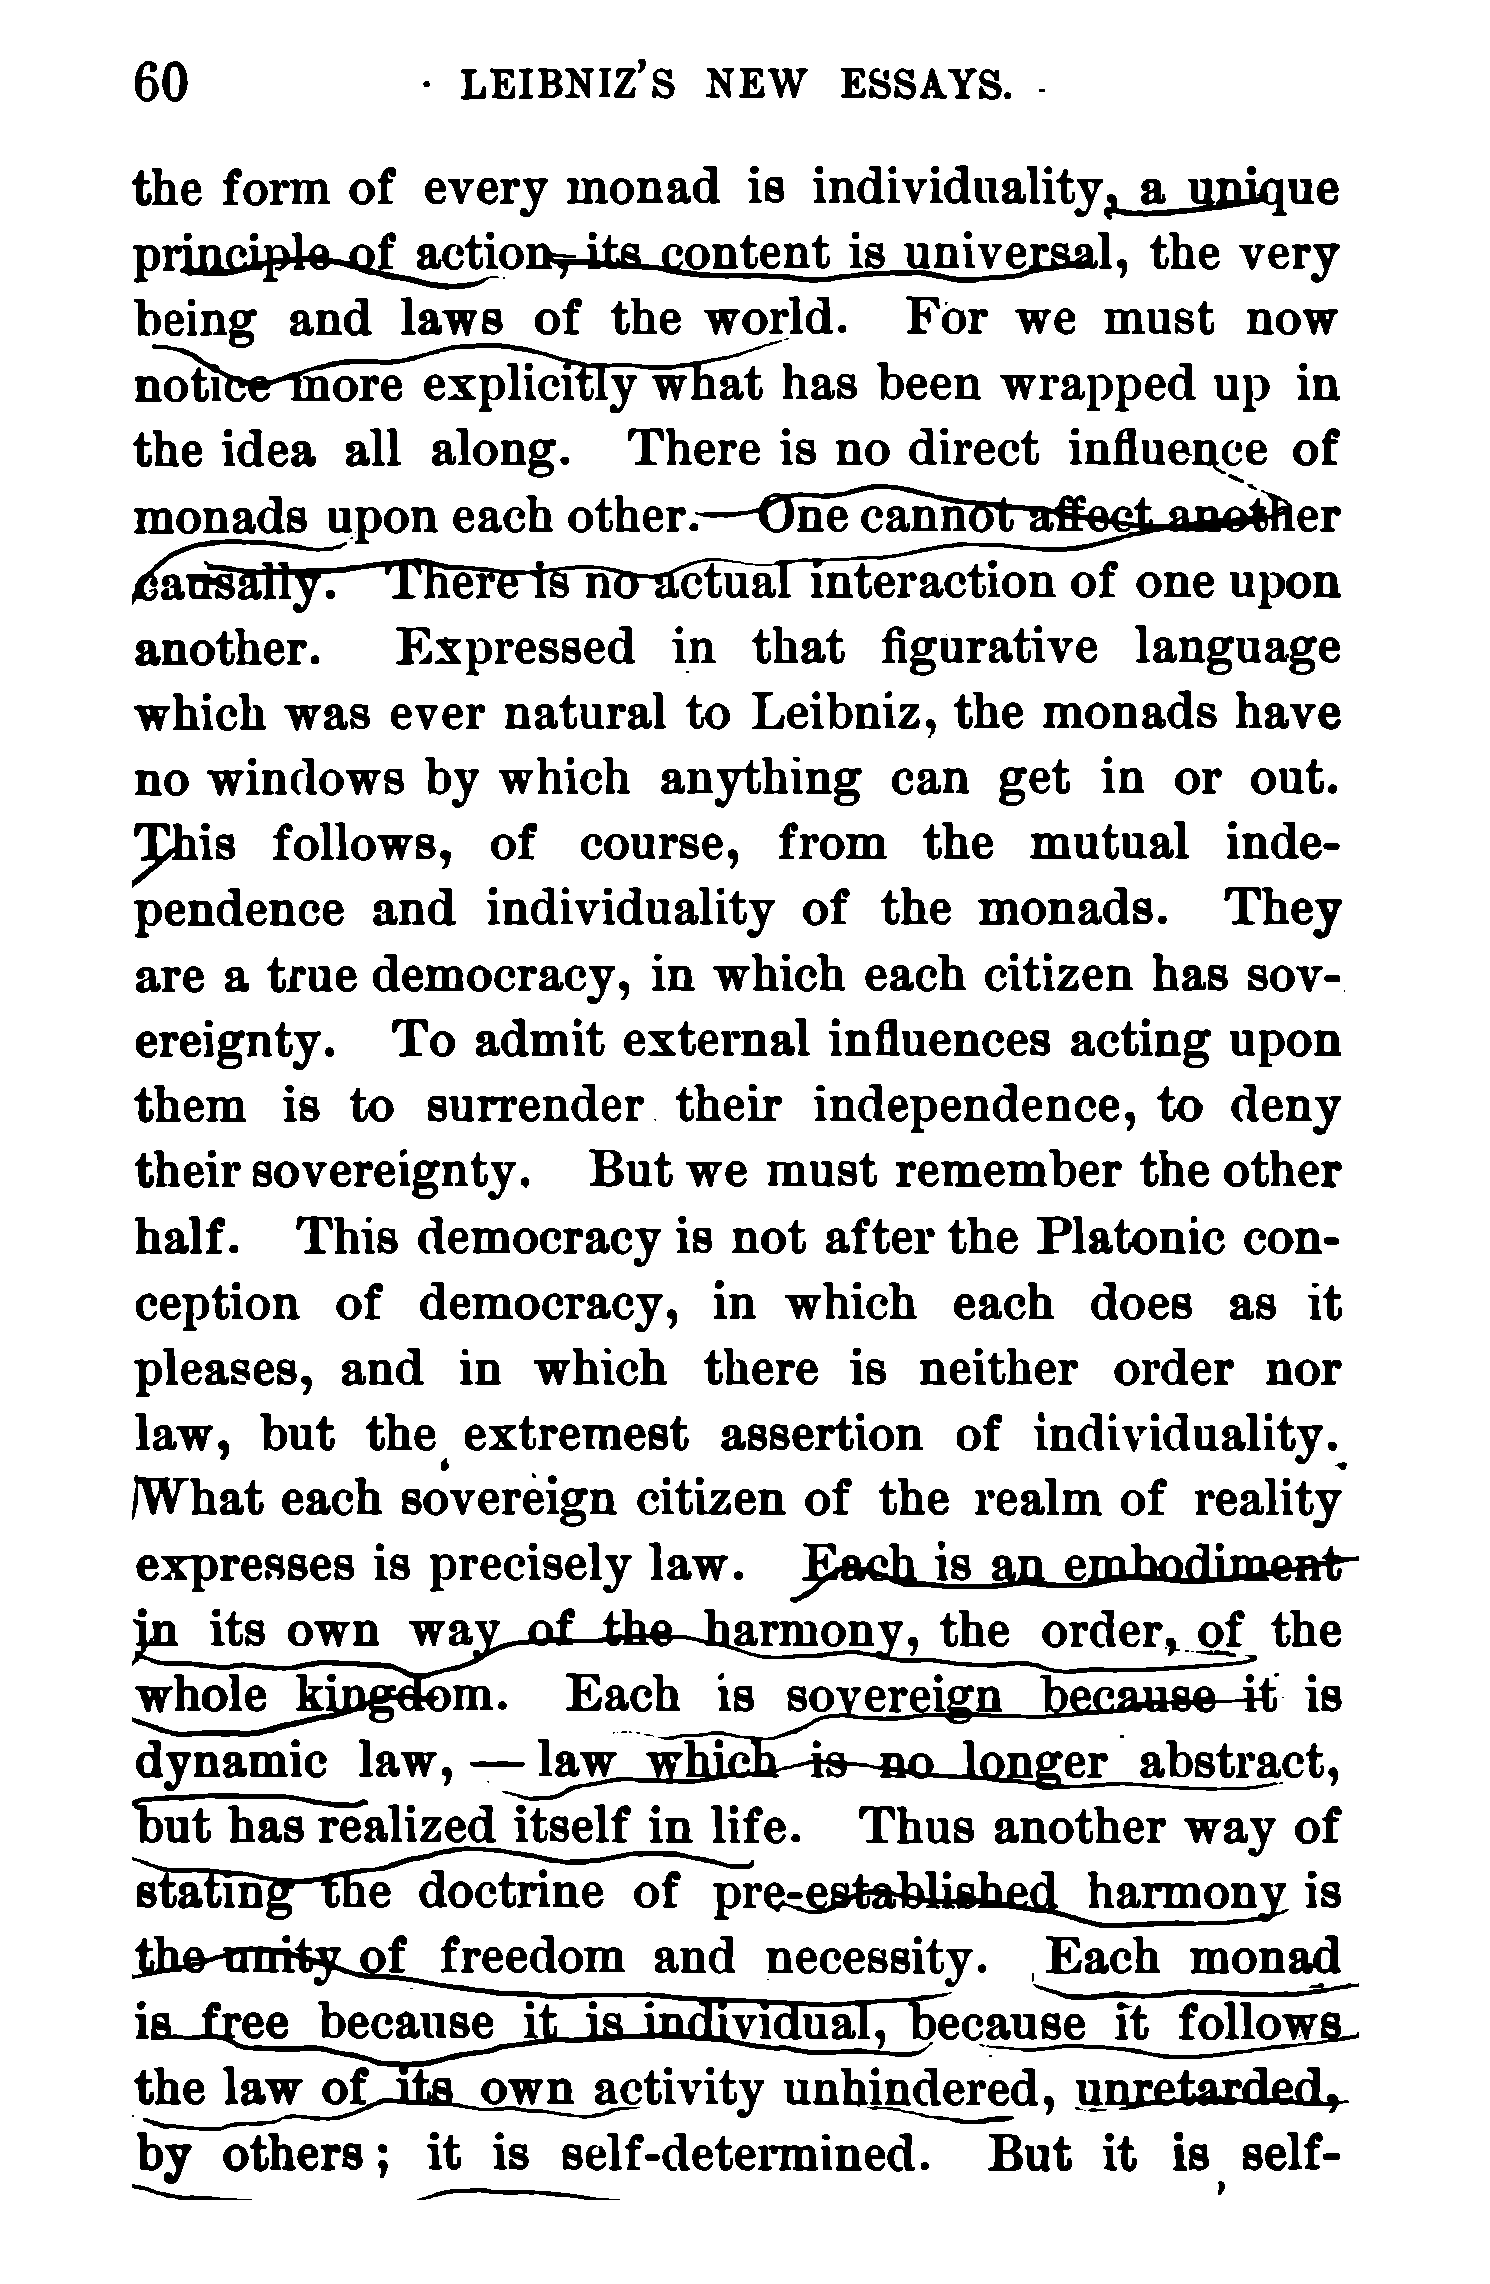 60 LEIBNIZ'S NEW ESSAYS.
the form of every monad is individuality, a unique
principle of action, its content is universal, the very
being and laws of the world. For we must now
notice more explicitly what has been wrapped up in
the idea all along. There is no direct influence of
monads upon each other. One cannot affect another
causally. There is no actual interaction of one upon
another. Expressed in that figurative language
which was ever natural to Leibniz, the monads have
no windows by which anything can get in or out.
This follows, of course, from the mutual inde-
pendence and individuality of the monads. They
are a true democracy, in which each citizen has sov-
ereignty. To admit external influences acting upon
them is to surrender their independence, to deny
their sovereignty. But we must remember the other
half. This democracy is not after the Platonic con-
ception of democracy, in which each does as it
pleases, and in which there is neither order nor
law, but the extremest assertion of individuality.
What each sovereign citizen of the realm of reality
expresses is precisely law. Each is an embodiment
in its own way of the harmony, the order, of the
whole kingdom. Each is sovereign because it is
dynamic law, — law which is no longer abstract,
but has realized itself in life. Thus another way of
stating the doctrine of pre-established harmony is
the unity of freedom and necessity. Each monad
is free because it is individual, because it follows
the law of its own activity unhindered, unretarded,
by others; it is self-determined. But it is self-